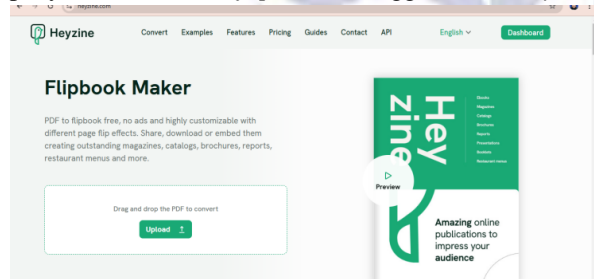 heyzine.com
Heyzine
Convert Examples Features Pricing Guides Contact API
English
Dashboard
Flipbook Maker
PDF to flipbook free, no ads and highly customizable with
different page flip effects. Share, download or embed them
creating outstanding magazines, catalogs, brochures, reports,
restaurant menus and more.
Drag and drop the PDF to convert
Upload
Hey
zine
Ebooks
Magazines
Catalogs
Brochures
Reports
Presentations
Booklets
Restaurant menus
Preview
Amazing online
publications to
impress your
audience